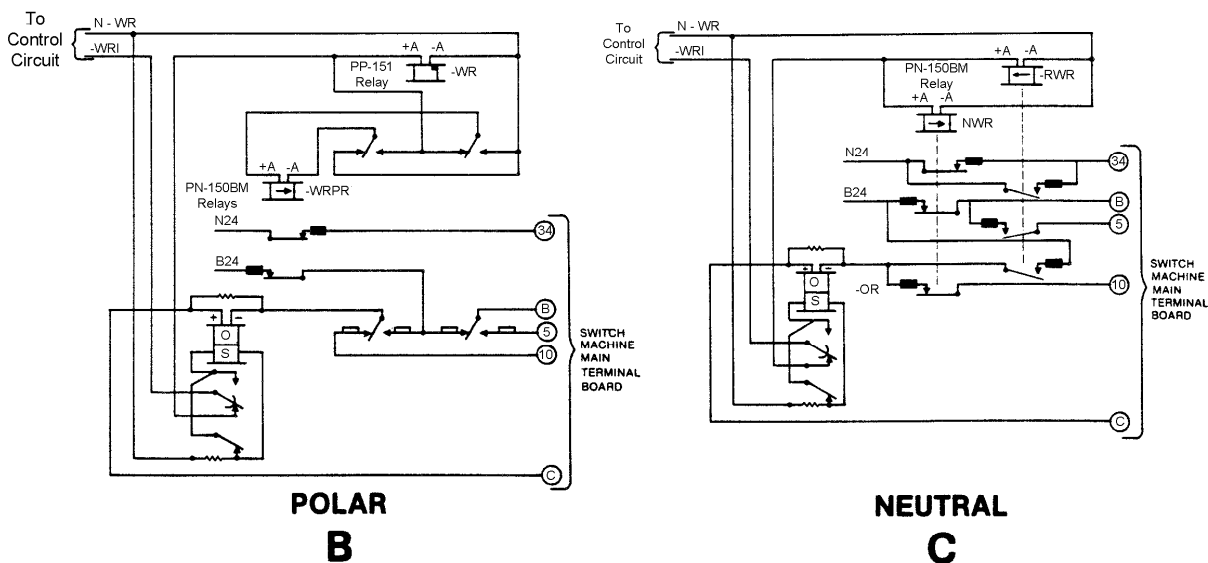 To
Control
Circuit
N - WR
-WRI
+A -A
PP-151
Relay
-WR
+A -A
-WRPR
PN-150BM
Relays
N24
34
B24
B
5
10
+ −
O
S
SWITCH
MACHINE
MAIN
TERMINAL
BOARD
C
POLAR
B
To
Control
Circuit
N - WR
-WRI
+A -A
-RWR
PN-150BM
Relay
+A -A
NWR
N24
34
B24
B
5
+ −
O
S
-OR
10
SWITCH
MACHINE
MAIN
TERMINAL
BOARD
C
NEUTRAL
C